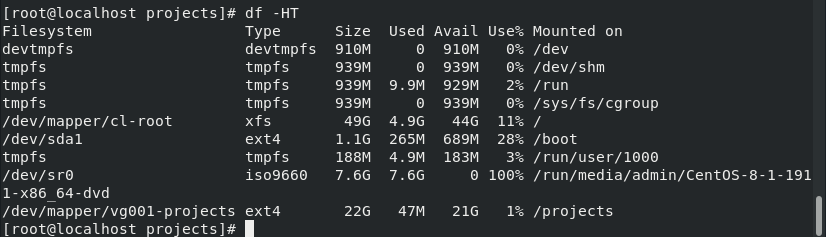 [root@localhost projects]# df -HT
Filesystem                 Type      Size  Used Avail Use% Mounted on
devtmpfs                   devtmpfs  910M     0  910M   0% /dev
tmpfs                      tmpfs     939M     0  939M   0% /dev/shm
tmpfs                      tmpfs     939M  9.9M  929M   2% /run
tmpfs                      tmpfs     939M     0  939M   0% /sys/fs/cgroup
/dev/mapper/cl-root        xfs        49G  4.9G   44G  11% /
/dev/sda1                  ext4      1.1G  265M  689M  28% /boot
tmpfs                      tmpfs     188M  4.9M  183M   3% /run/user/1000
/dev/sr0                   iso9660   7.6G  7.6G     0 100% /run/media/admin/CentOS-8-1-191
1-x86_64-dvd
/dev/mapper/vg001-projects ext4       22G   47M   21G   1% /projects
[root@localhost projects]#